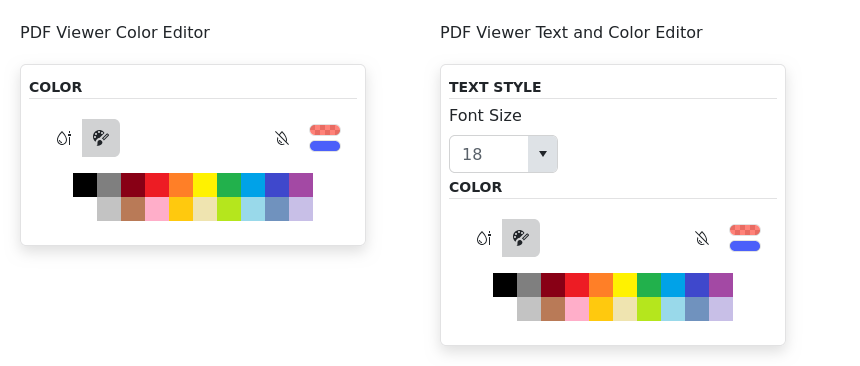 PDF Viewer Color Editor
COLOR
PDF Viewer Text and Color Editor
TEXT STYLE
Font Size
18
COLOR